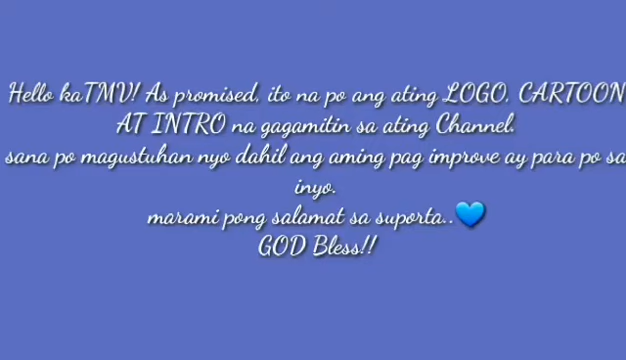 Hello kaTMV! As promised, ito na po ang ating LOGO, CARTOON
AT INTRO na gagamitin sa ating Channel.
sana po magustuhan nyo dahil ang aming pag improve ay para po sa
inyo.
marami pong salamat sa suporta..💙
GOD Bless!!